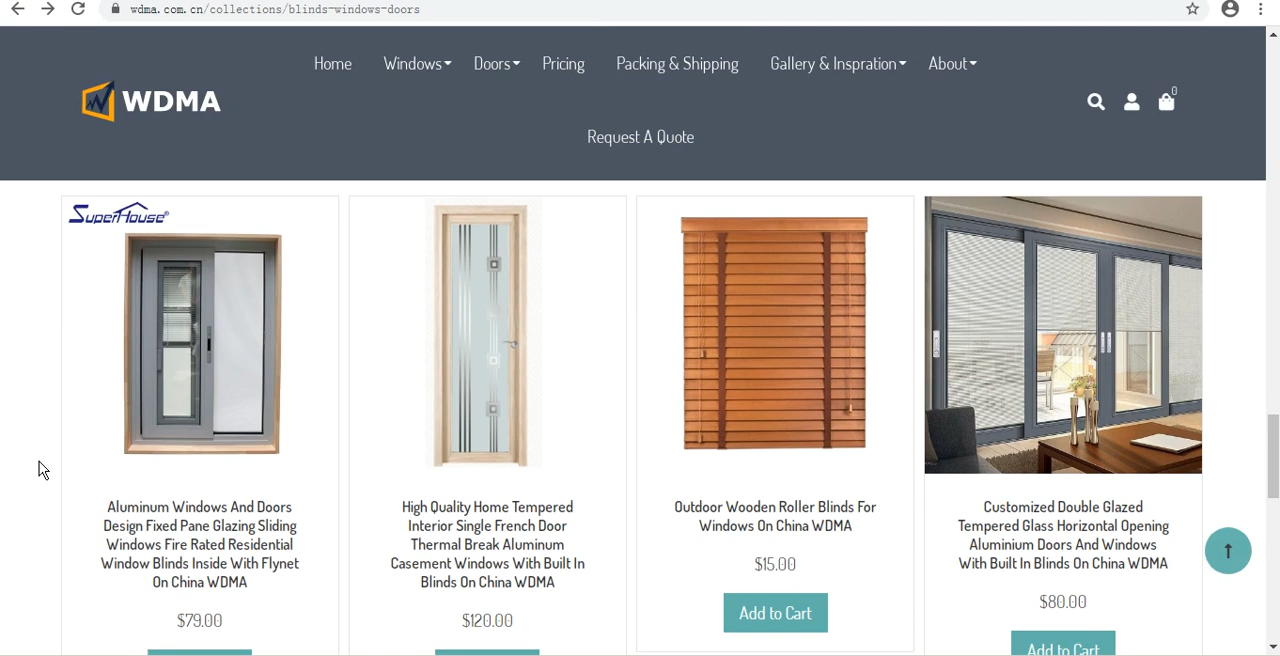 wdma.com.cn/collections/blinds-windows-doors
Home
Windows
Doors
Pricing
Packing & Shipping
Gallery & Inspration
About
WDMA
0
Request A Quote
SuperHouse®
Aluminum Windows And Doors
Design Fixed Pane Glazing Sliding
Windows Fire Rated Residential
Window Blinds Inside With Flynet
On China WDMA
$79.00
High Quality Home Tempered
Interior Single French Door
Thermal Break Aluminum
Casement Windows With Built In
Blinds On China WDMA
$120.00
Outdoor Wooden Roller Blinds For
Windows On China WDMA
$15.00
Add to Cart
Customized Double Glazed
Tempered Glass Horizontal Opening
Aluminium Doors And Windows
With Built In Blinds On China WDMA
$80.00
Add to Cart